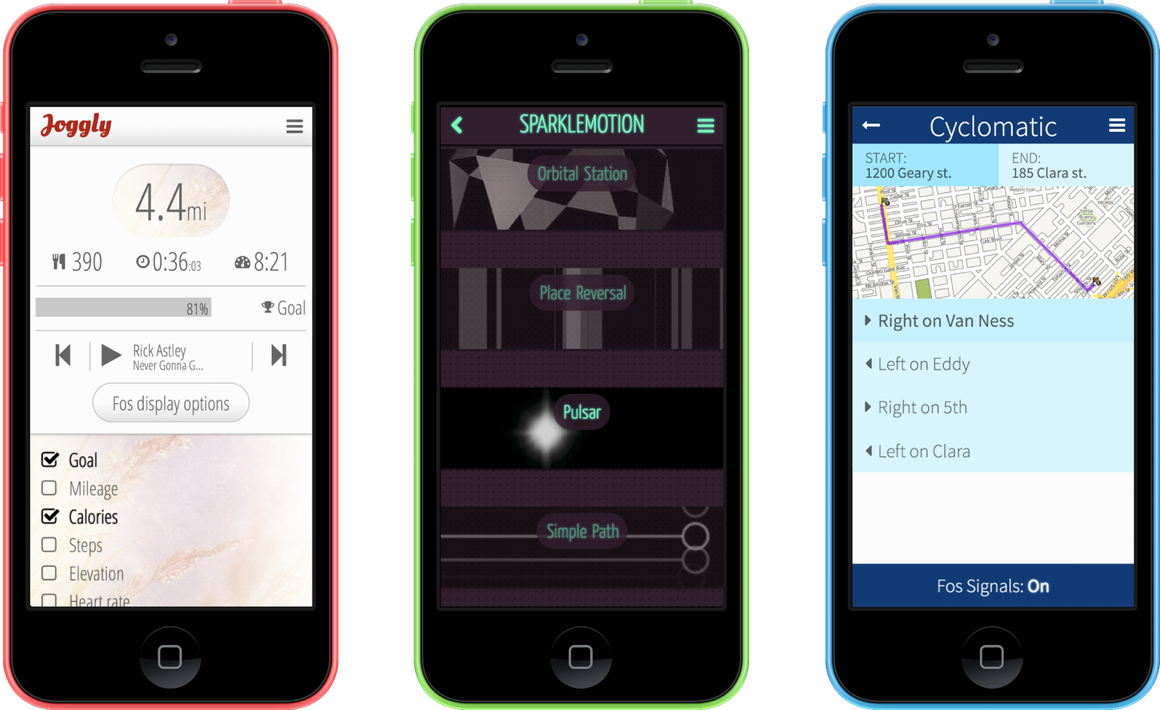 Joggly
4.4mi
390
0:36:03
8:21
81%
Goal
Rick Astley
Never Gonna G...
Fos display options
Goal
Mileage
Calories
Steps
Elevation
Heart rate
SPARKLEMOTION
Orbital Station
Place Reversal
Pulsar
Simple Path
Cyclomatic
START:
1200 Geary st.
END:
185 Clara st.
Right on Van Ness
Left on Eddy
Right on 5th
Left on Clara
Fos Signals: On